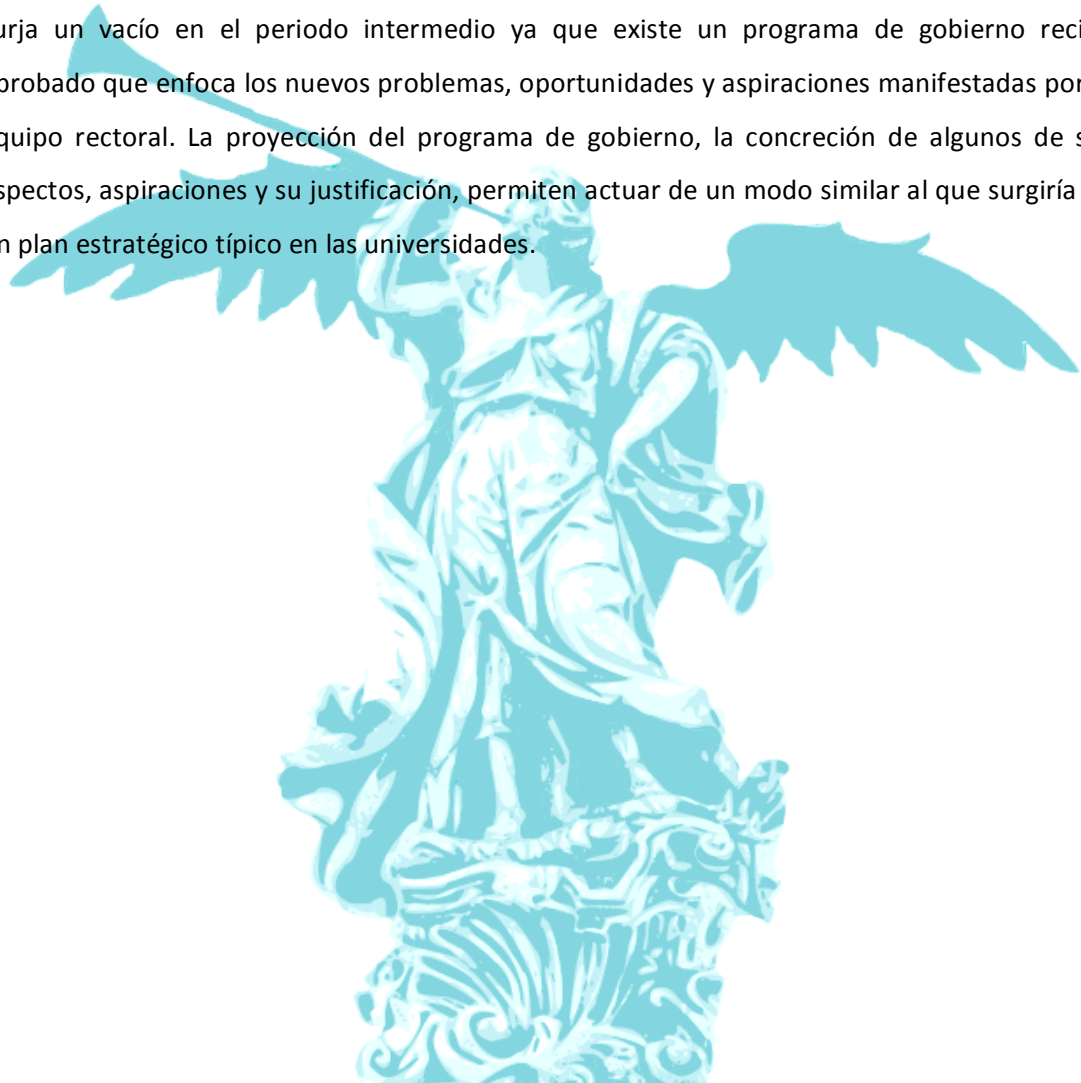 urja un vacío en el periodo intermedio ya que existe un programa de gobierno reci
probado que enfoca los nuevos problemas, oportunidades y aspiraciones manifestadas por
quipo rectoral. La proyección del programa de gobierno, la concreción de algunos de s
spectos, aspiraciones y su justificación, permiten actuar de un modo similar al que surgiría
n plan estratégico típico en las universidades.